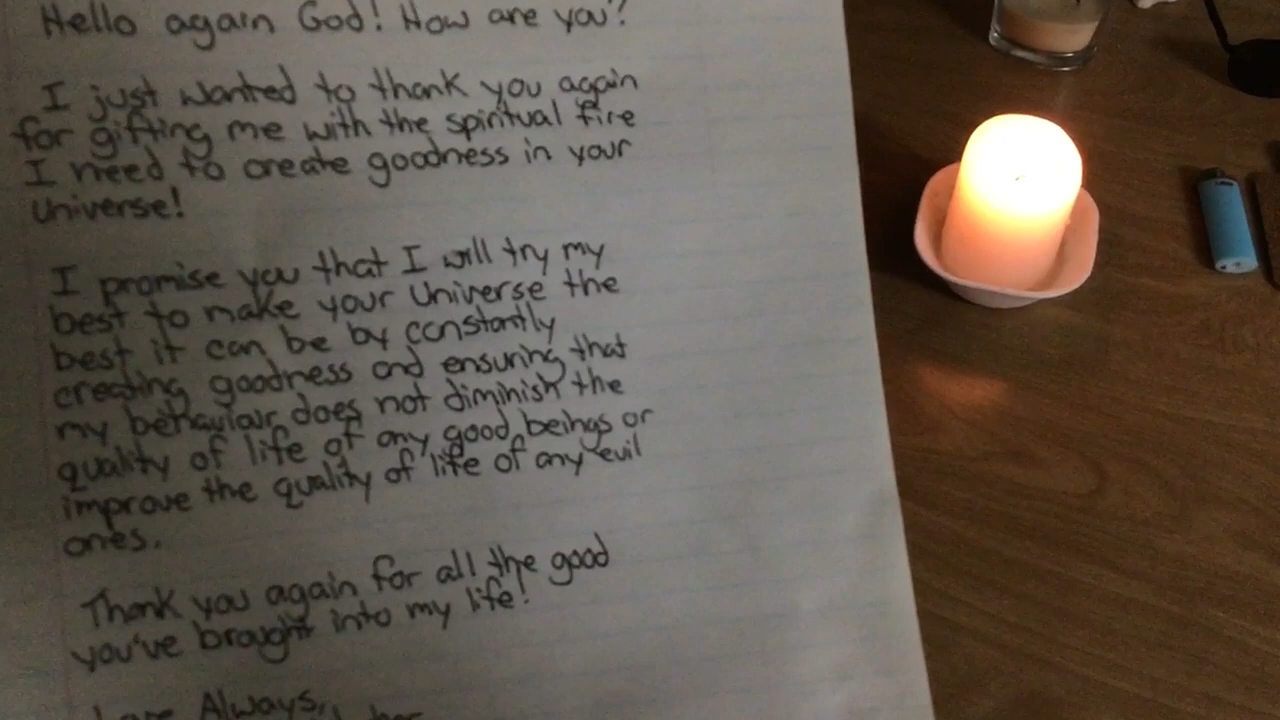 Hello again God! How are you?
I just wanted to thank you again
for gifting me with the spiritual fire
I need to create goodness in your
Universe!
I promise you that I will try my
best to make your Universe the
best it can be by constantly
creating goodness and ensuring that
my behaviour does not diminish the
quality of life of any good beings or
improve the quality of life of any evil
ones.
Thank you again for all the good
you've brought into my life!
Always,